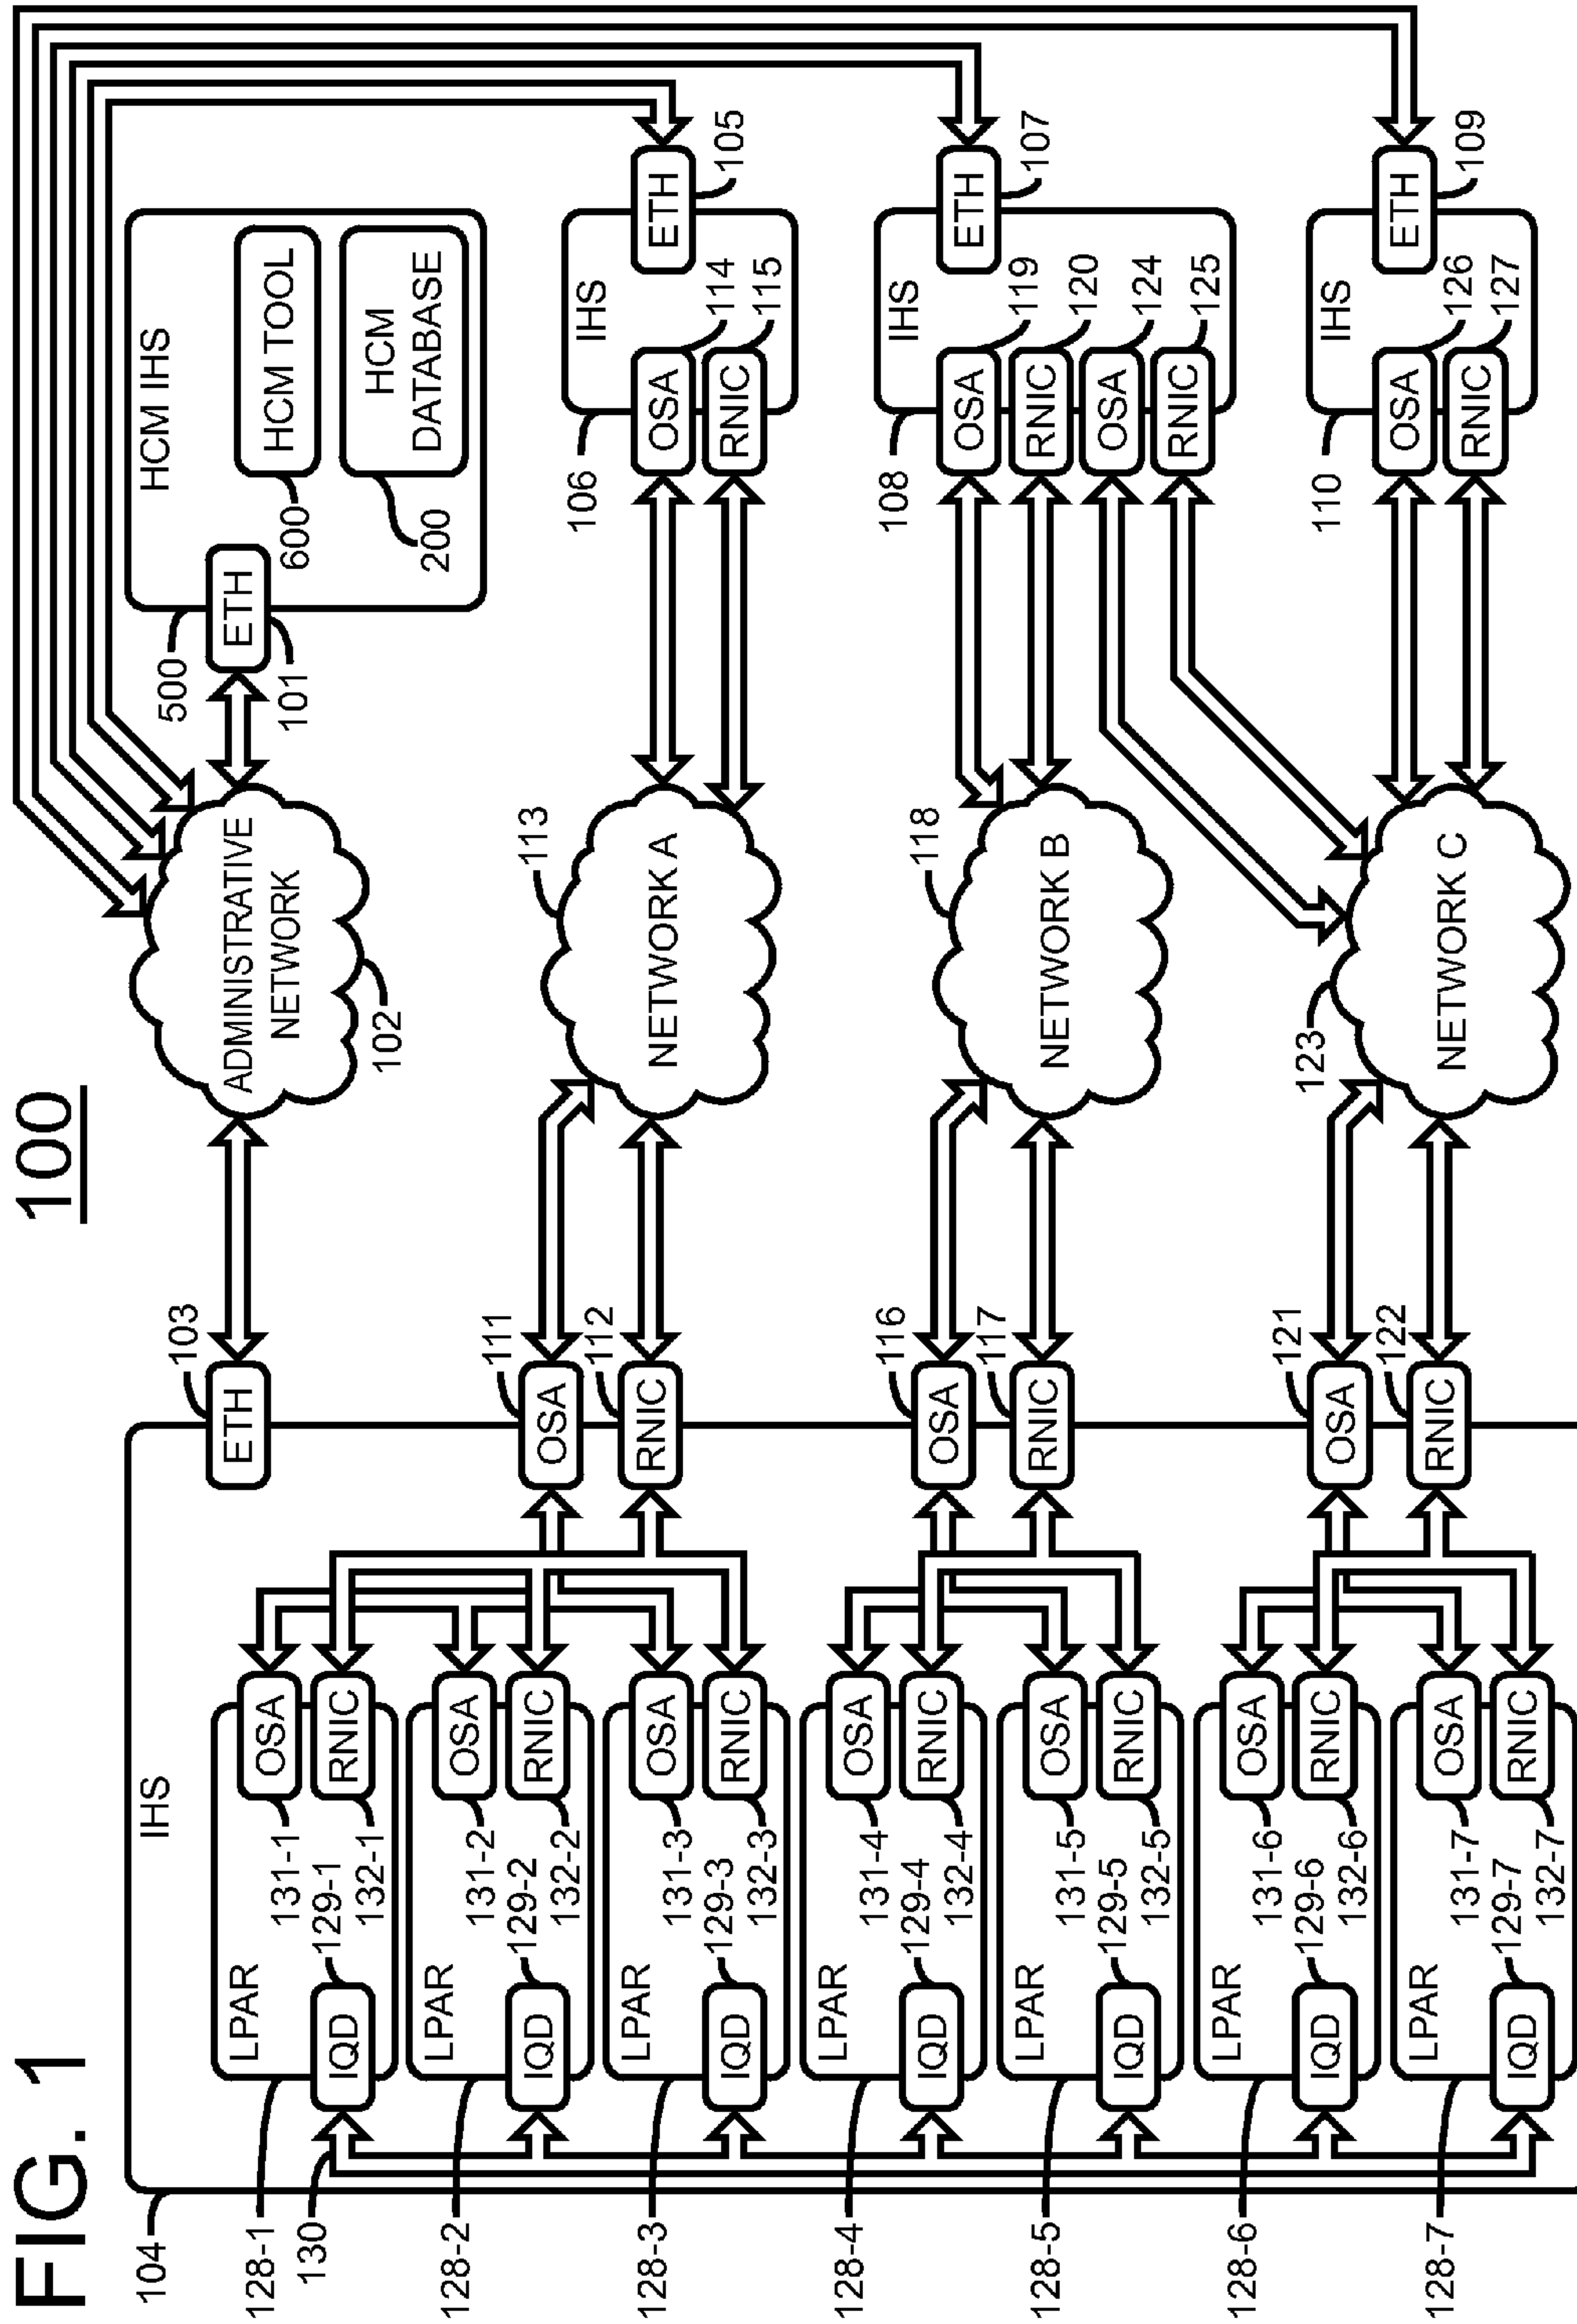 FIG. 1
100
104
IHS
128-1
LPAR
IQD
129-1
131-1
132-1
OSA
RNIC
130
128-2
LPAR
IQD
129-2
131-2
132-2
OSA
RNIC
128-3
LPAR
IQD
129-3
131-3
132-3
OSA
RNIC
128-4
LPAR
IQD
129-4
131-4
132-4
OSA
RNIC
128-5
LPAR
IQD
129-5
131-5
132-5
OSA
RNIC
128-6
LPAR
IQD
129-6
131-6
132-6
OSA
RNIC
128-7
LPAR
IQD
129-7
131-7
132-7
OSA
RNIC
ETH
103
OSA
111
RNIC
112
OSA
116
RNIC
117
OSA
121
RNIC
122
ADMINISTRATIVE
NETWORK
102
NETWORK A
113
NETWORK B
118
NETWORK C
123
HCM IHS
500
ETH
101
HCM TOOL
600
HCM
DATABASE
200
IHS
106
OSA
114
RNIC
115
ETH
105
IHS
108
OSA
119
RNIC
120
OSA
124
RNIC
125
ETH
107
IHS
110
OSA
126
RNIC
127
ETH
109